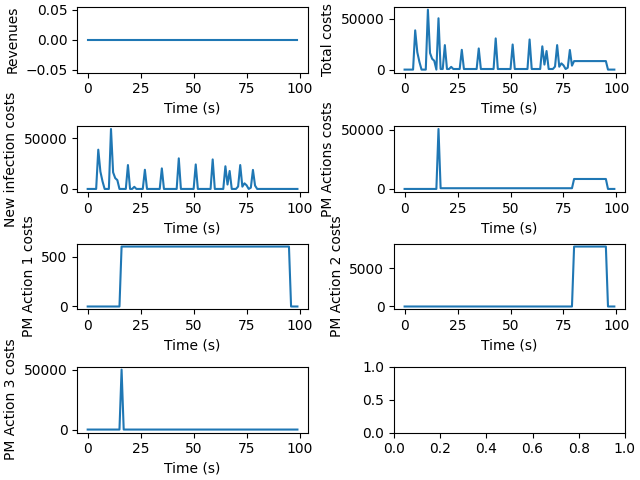 Revenues
0.05
0.00
−0.05
0 25 50 75 100
Time (s)
Total costs
50000
0
0 25 50 75 100
Time (s)
New infection costs
50000
0
0 25 50 75 100
Time (s)
PM Actions costs
50000
0
0 25 50 75 100
Time (s)
PM Action 1 costs
500
0
0 25 50 75 100
Time (s)
PM Action 2 costs
5000
0
0 25 50 75 100
Time (s)
PM Action 3 costs
50000
0
0 25 50 75 100
Time (s)
1.0
0.5
0.0
0.0 0.2 0.4 0.6 0.8 1.0